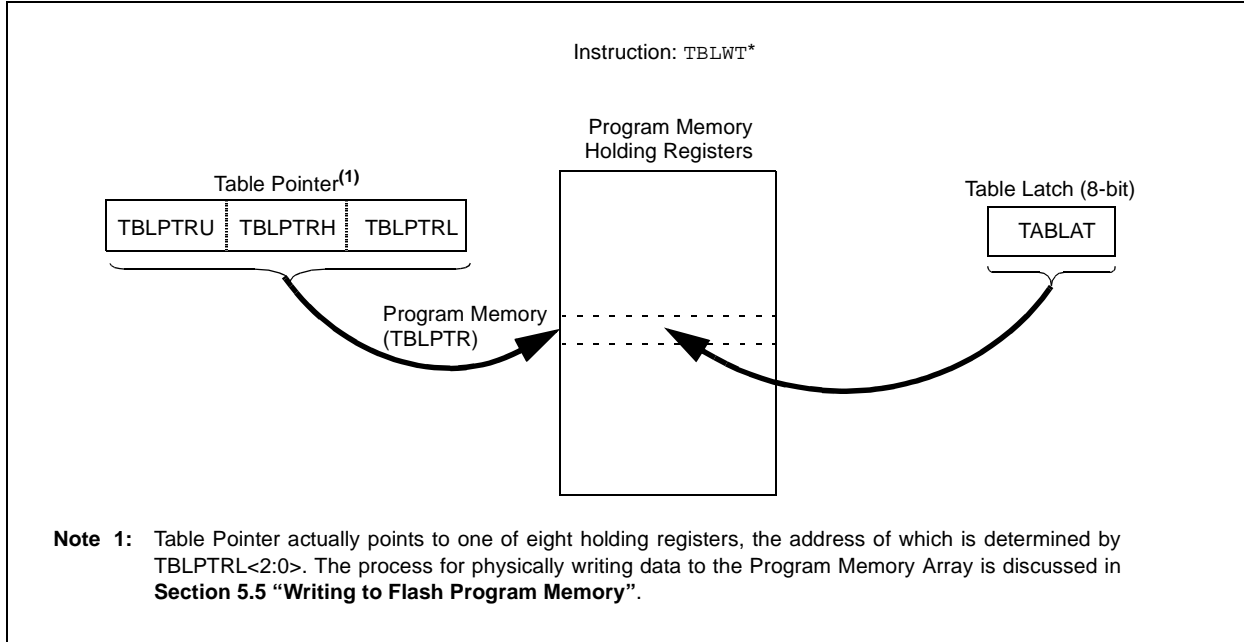 Instruction: TBLWT*
Program Memory
Holding Registers
Table Pointer(1)
Table Latch (8-bit)
TBLPTRU TBLPTRH TBLPTRL
TABLAT
Program Memory
(TBLPTR)
Note 1: Table Pointer actually points to one of eight holding registers, the address of which is determined by
TBLPTRL<2:0>. The process for physically writing data to the Program Memory Array is discussed in
Section 5.5 “Writing to Flash Program Memory”.